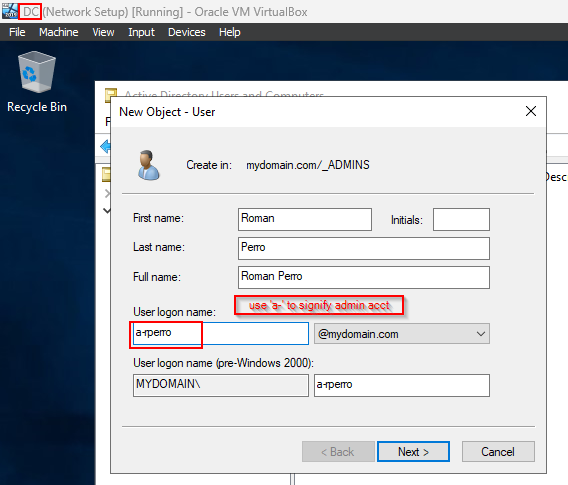 DC (Network Setup) [Running] - Oracle VM VirtualBox
File Machine View Input Devices Help
Recycle Bin
Active Directory Users and Computers
New Object - User
Create in: mydomain.com/_ADMINS
Desc
First name: Roman Initials:
Last name: Perro
Full name: Roman Perro
use 'a-' to signify admin acct
User logon name:
a-rperro @mydomain.com
User logon name (pre-Windows 2000):
MYDOMAIN\ a-rperro
< Back Next > Cancel